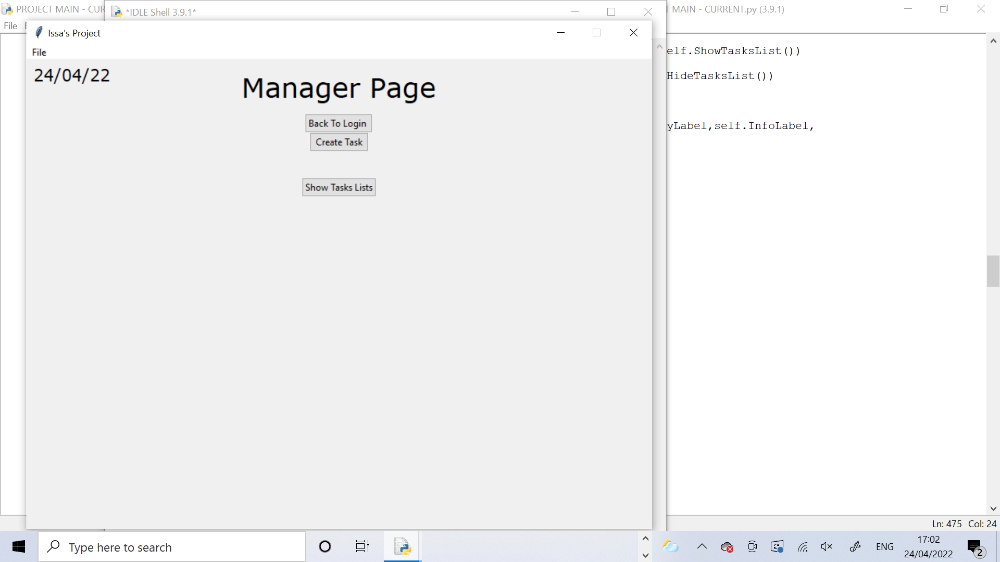 PROJECT MAIN - CUR
*IDLE Shell 3.9.1*
T MAIN - CURRENT.py (3.9.1)
File
Issa's Project
File
24/04/22
Manager Page
Back To Login
Create Task
Show Tasks Lists
elf.ShowTasksList())
HideTasksList())
yLabel,self.InfoLabel,
Ln: 475 Col: 24
Type here to search
ENG
17:02
24/04/2022
2